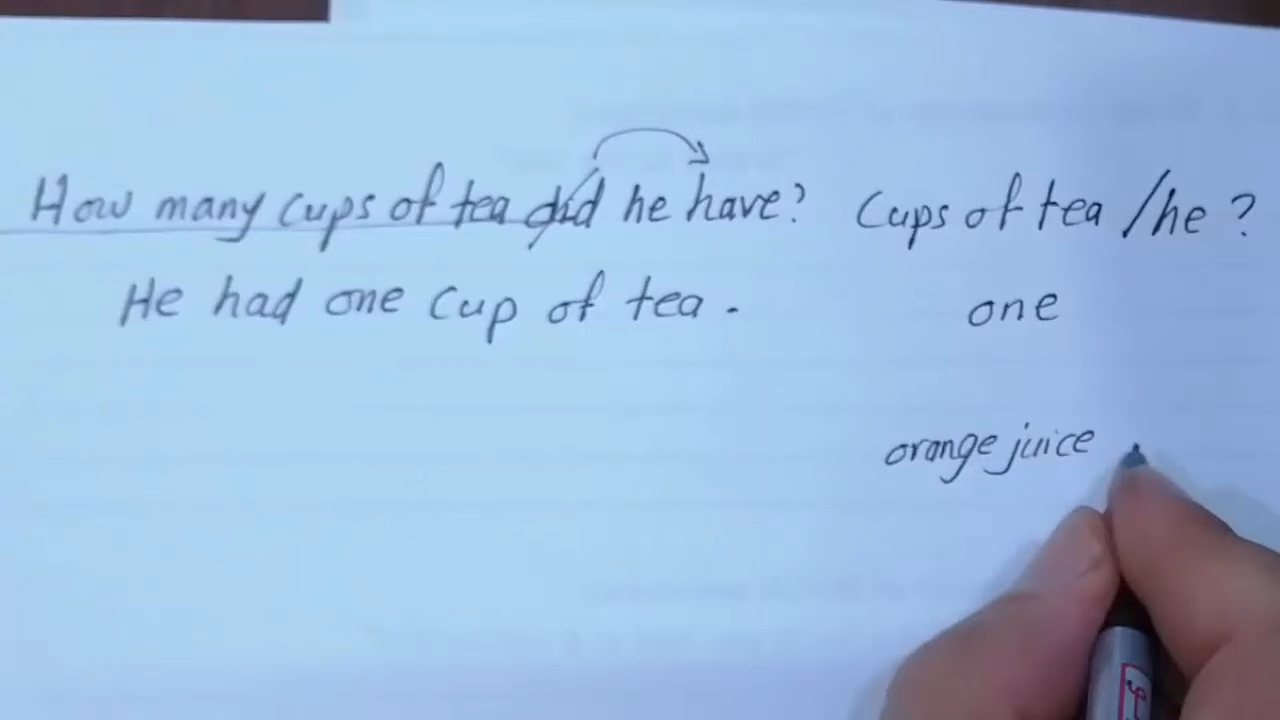 How many cups of tea did he have? Cups of tea /he ?
He had one cup of tea. one
orange juice